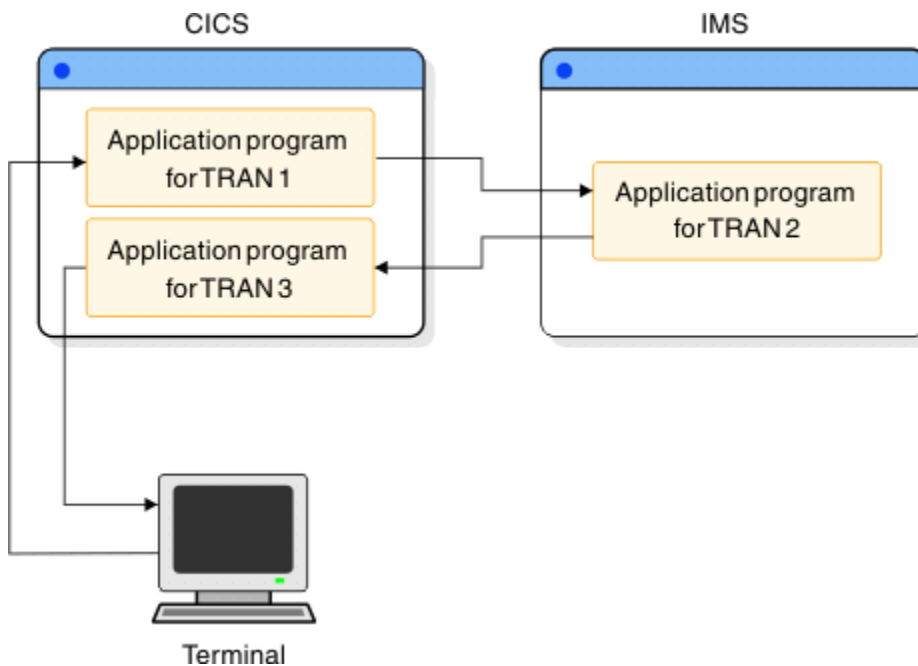 CICS
IMS
Application program
for TRAN 1
Application program
for TRAN 3
Application program
for TRAN 2
Terminal